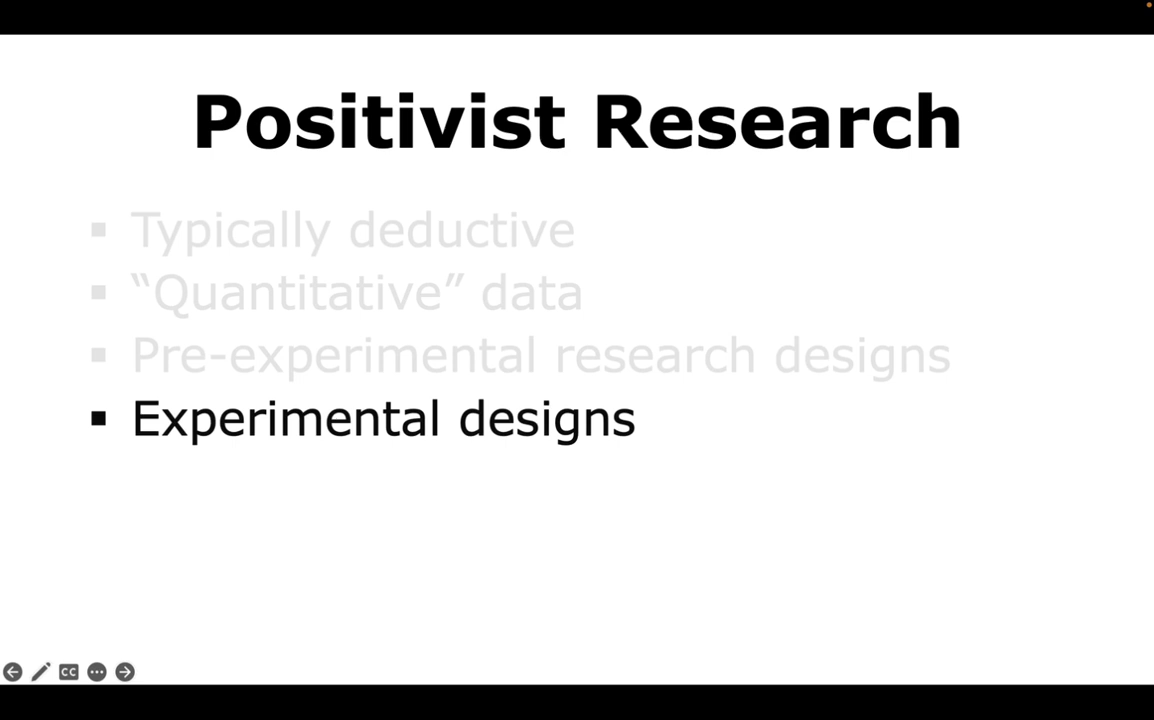 Positivist Research
▪ Typically deductive
▪ “Quantitative” data
▪ Pre-experimental research designs
▪ Experimental designs
CC